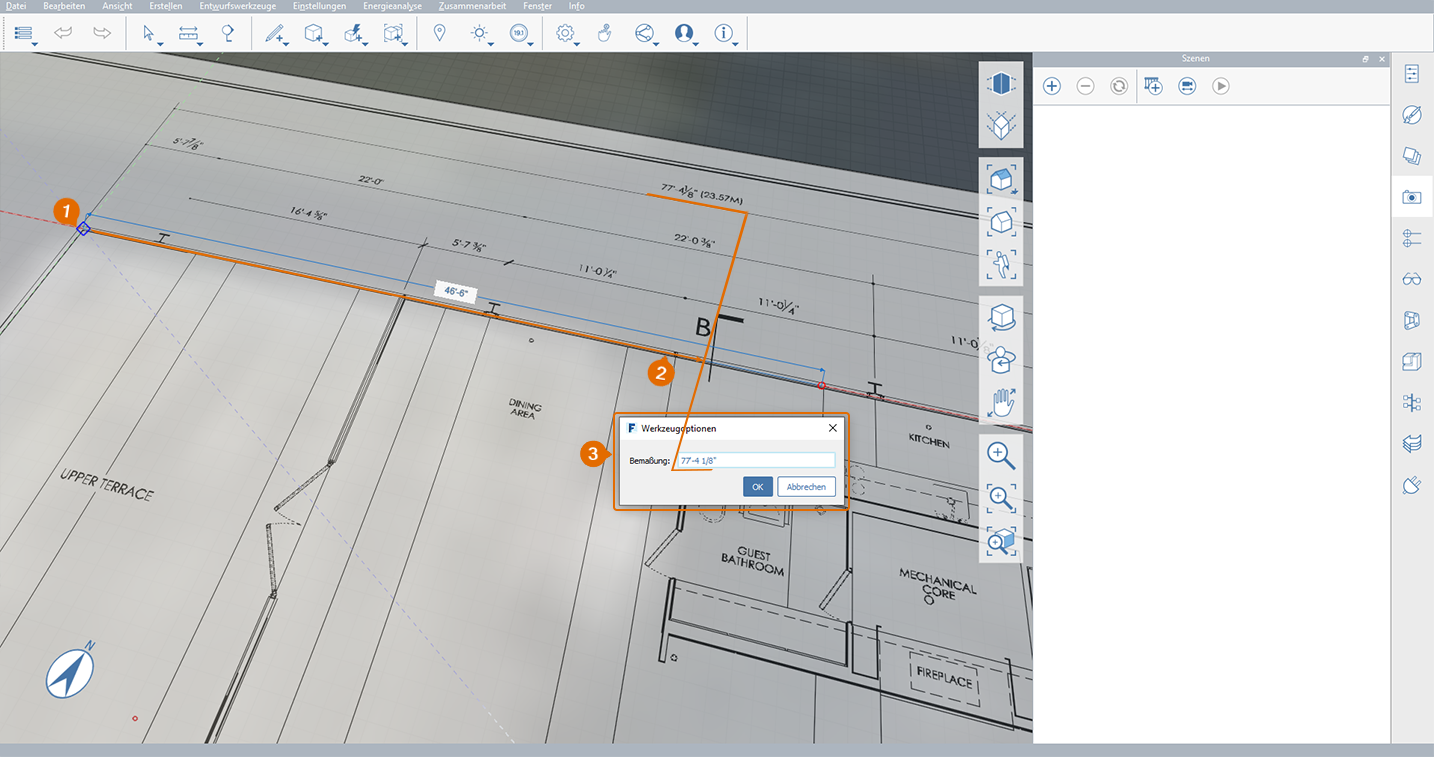 Datei Bearbeiten Ansicht Erstellen Entwurfswerkzeuge Einstellungen Energieanalyse Zusammenarbeit Fenster Info
Szenen
5'-7 7/8"
22'-0"
77'-4 1/8" (23.57M)
1
16'-4 5/8"
5'-7 3/8"
22'-0 3/8"
11'-0 1/4"
46'-6"
11'-0 1/4"
B
11'-0
2
DINING
AREA
KITCHEN
Werkzeugoptionen
3
Bemaßung: 77'-4 1/8"
OK Abbrechen
UPPER TERRACE
GUEST
BATHROOM
MECHANICAL
CORE
FIREPLACE
N